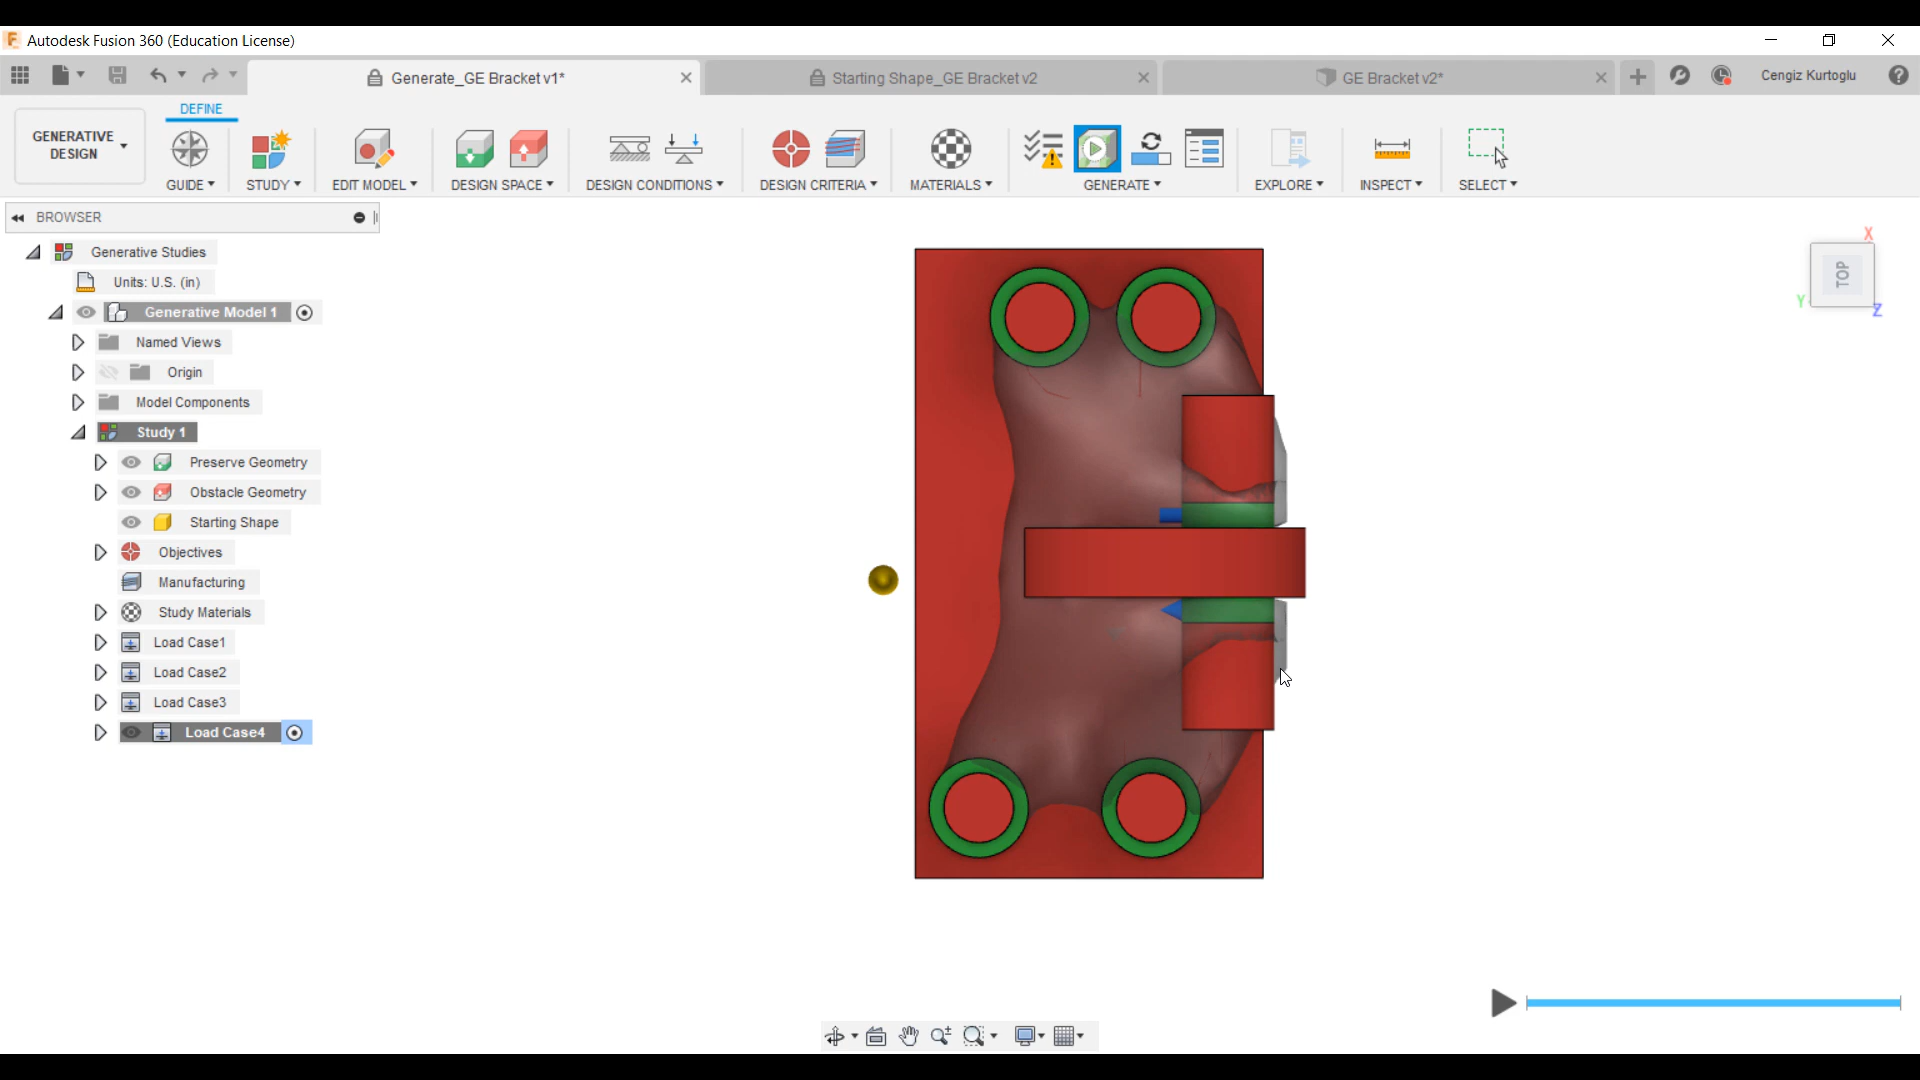 Autodesk Fusion 360 (Education License)
Generate_GE Bracket v1*
Starting Shape_GE Bracket v2
GE Bracket v2*
Cengiz Kurtoglu
DEFINE
GENERATIVE
DESIGN
GUIDE
STUDY
EDIT MODEL
DESIGN SPACE
DESIGN CONDITIONS
DESIGN CRITERIA
MATERIALS
GENERATE
EXPLORE
INSPECT
SELECT
BROWSER
Generative Studies
Units: U.S. (in)
Generative Model 1
Named Views
Origin
Model Components
Study 1
Preserve Geometry
Obstacle Geometry
Starting Shape
Objectives
Manufacturing
Study Materials
Load Case1
Load Case2
Load Case3
Load Case4
X
TOP
Y
Z